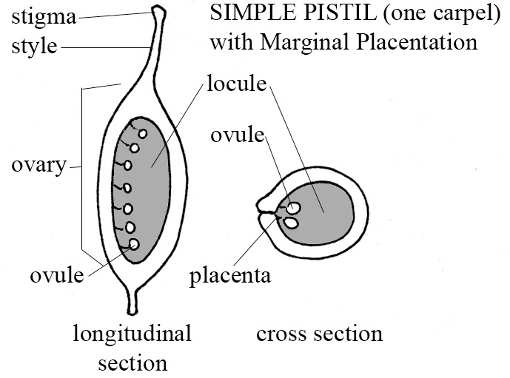 stigma
style
SIMPLE PISTIL (one carpel)
with Marginal Placentation
locule
ovule
ovary
ovule
placenta
longitudinal
section
cross section